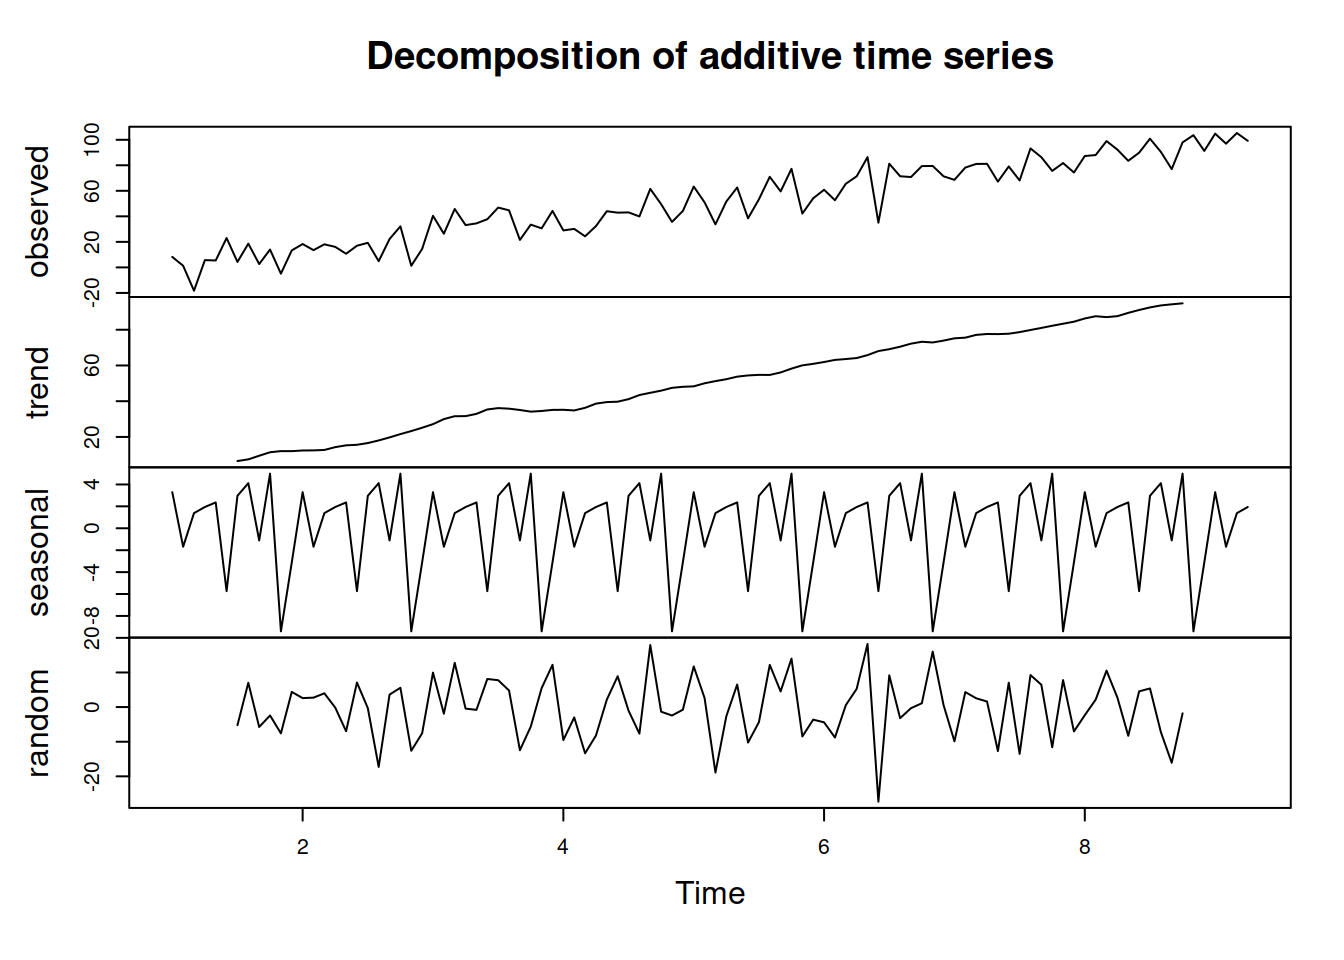 Decomposition of additive time series
observed
-20 20 60 100
trend
20 60
seasonal
-8 -4 0 4
random
-20 0 20
2 4 6 8
Time